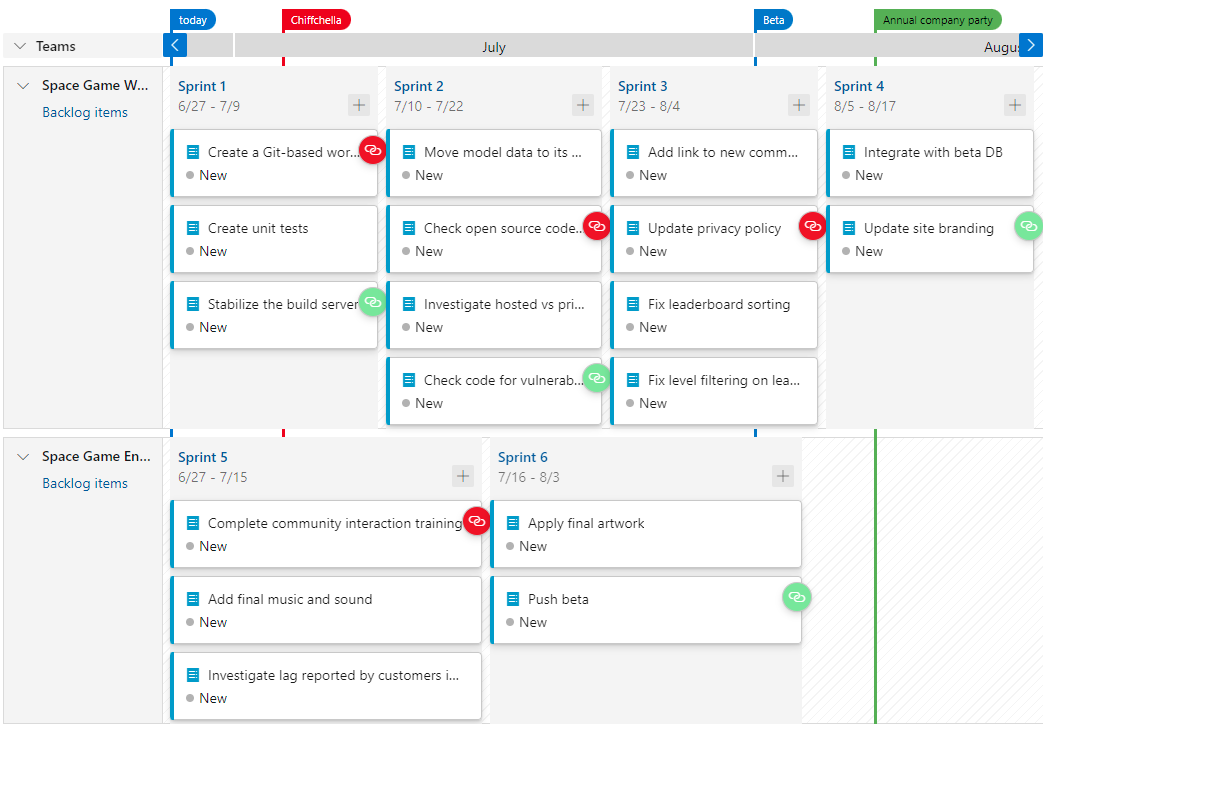 today
Chiffchella
Beta
Annual company party
Teams
July
Augus
Space Game W...
Backlog items
Sprint 1
6/27 - 7/9
Sprint 2
7/10 - 7/22
Sprint 3
7/23 - 8/4
Sprint 4
8/5 - 8/17
Create a Git-based wor...
New
Move model data to its ...
New
Add link to new comm...
New
Integrate with beta DB
New
Create unit tests
New
Check open source code...
New
Update privacy policy
New
Update site branding
New
Stabilize the build server
New
Investigate hosted vs pri...
New
Fix leaderboard sorting
New
Check code for vulnerab...
New
Fix level filtering on lea...
New
Space Game En...
Backlog items
Sprint 5
6/27 - 7/15
Sprint 6
7/16 - 8/3
Complete community interaction training
New
Apply final artwork
New
Add final music and sound
New
Push beta
New
Investigate lag reported by customers i...
New